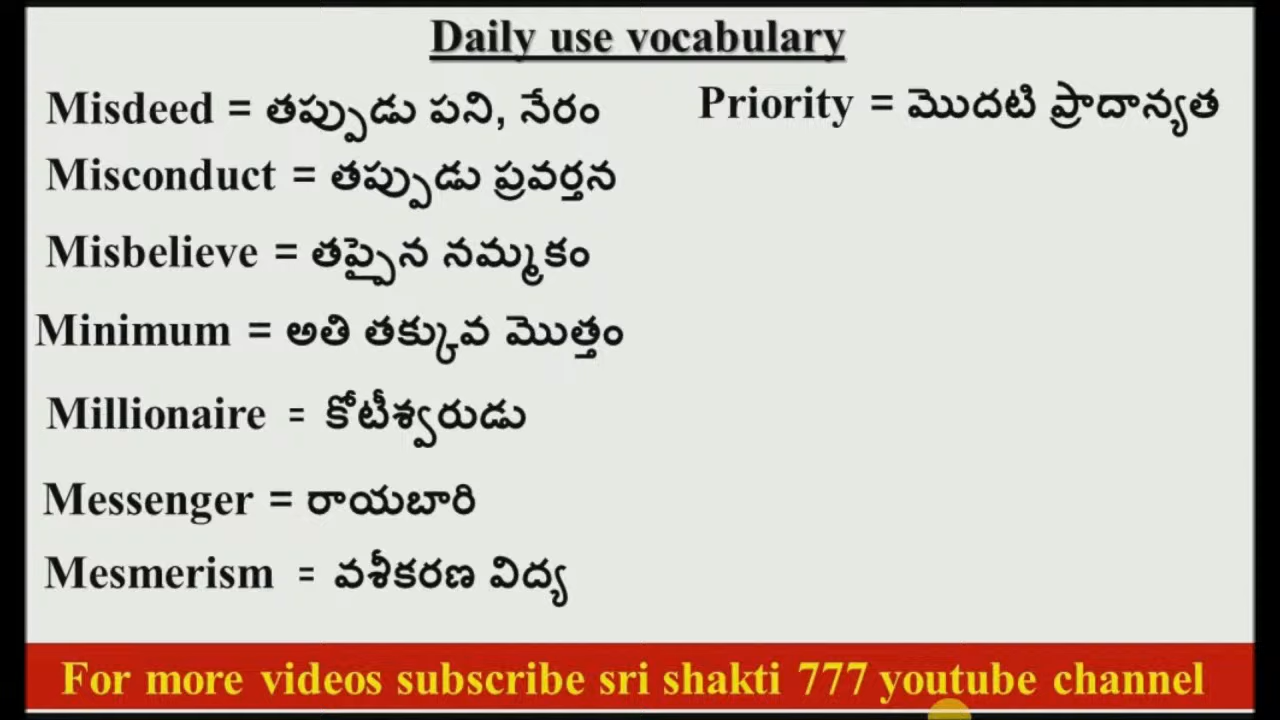 Daily use vocabulary
Misdeed = తప్పుడు పని, నేరం
Misconduct = తప్పుడు ప్రవర్తన
Misbelieve = తప్పైన నమ్మకం
Minimum = అతి తక్కువ మొత్తం
Millionaire = కోటీశ్వరుడు
Messenger = రాయబారి
Mesmerism = వశీకరణ విద్య
Priority = మొదటి ప్రాదాన్యత
For more videos subscribe sri shakti 777 youtube channel